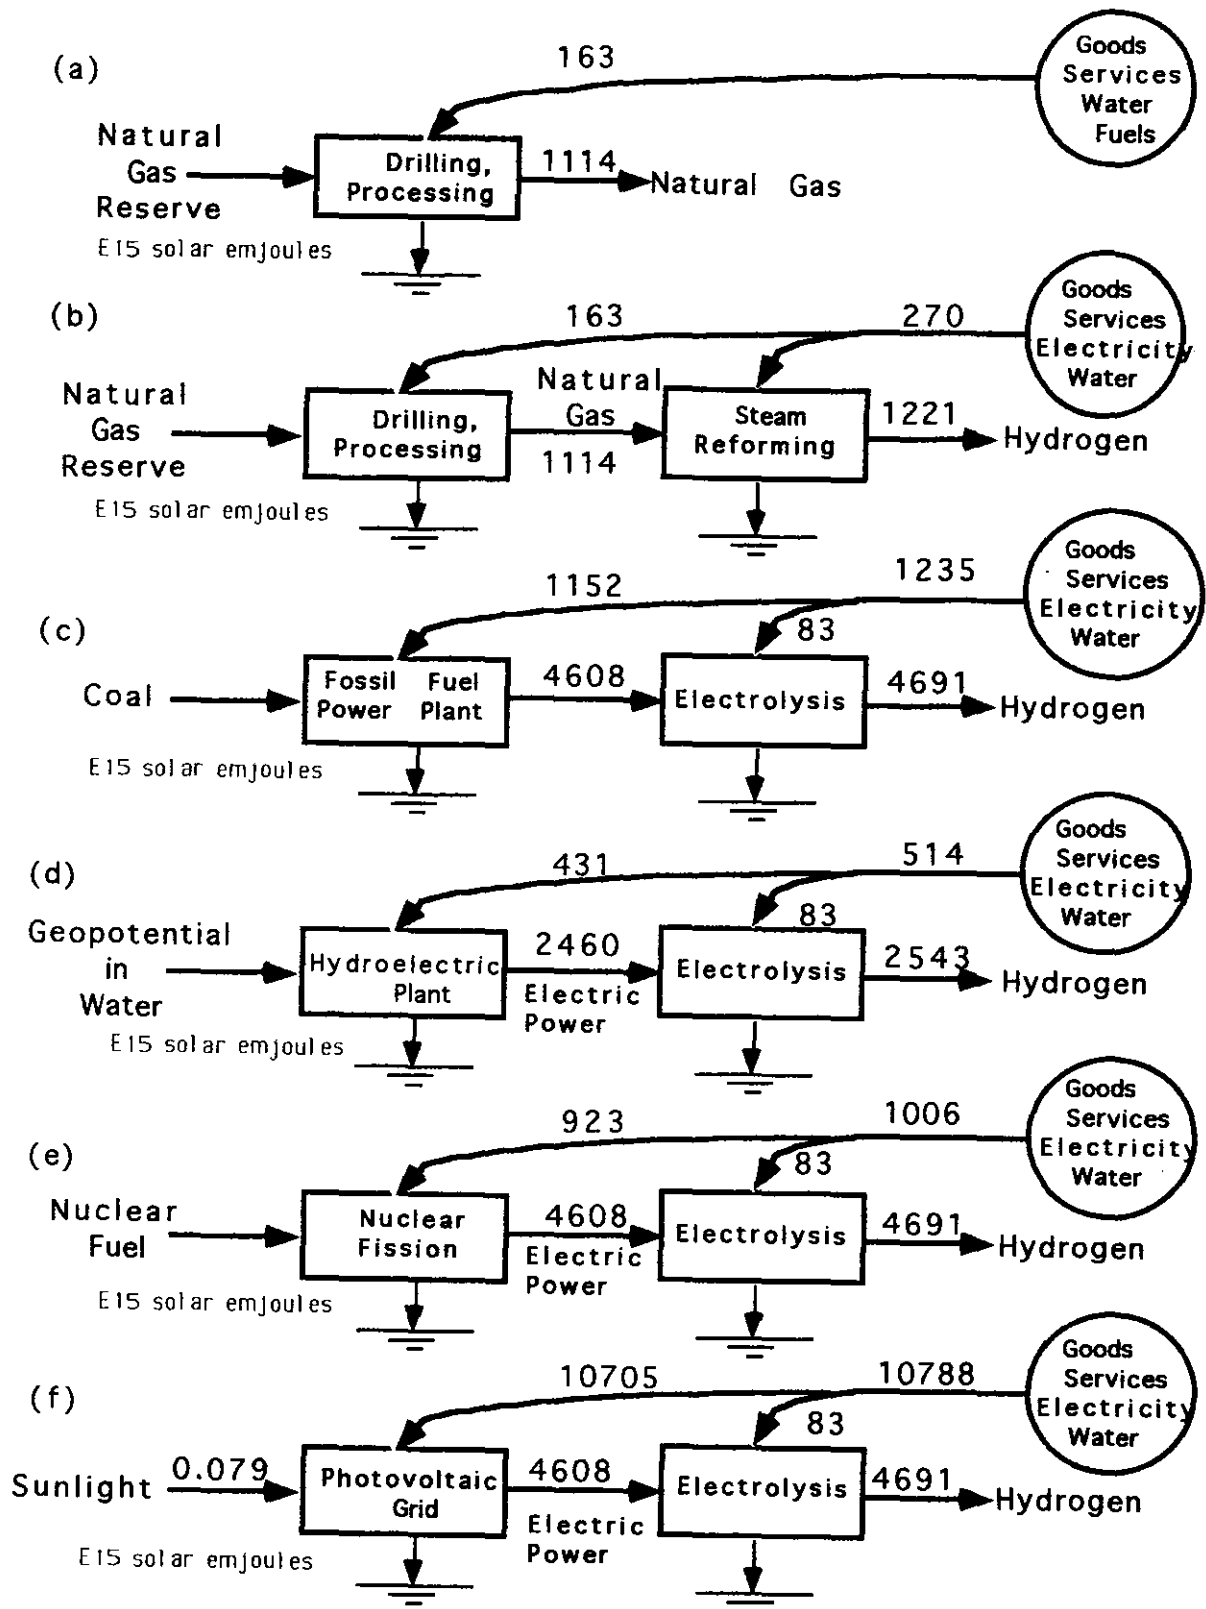 (a)
163
Goods
Services
Water
Fuels
Natural
Gas
Reserve
Drilling,
Processing
1114
Natural Gas
E15 solar emjoules
(b)
163
270
Goods
Services
Electricity
Water
Natural
Gas
Reserve
Drilling,
Processing
Natural
Gas
1114
Steam
Reforming
1221
Hydrogen
E15 solar emjoules
(c)
1152
1235
Goods
Services
Electricity
Water
83
Coal
Fossil Fuel
Power Plant
4608
Electrolysis
4691
Hydrogen
E15 solar emjoules
(d)
431
514
Goods
Services
Electricity
Water
83
Geopotential
in
Water
Hydroelectric
Plant
2460
Electric
Power
Electrolysis
2543
Hydrogen
E15 solar emjoules
(e)
923
1006
Goods
Services
Electricity
Water
83
Nuclear
Fuel
Nuclear
Fission
4608
Electric
Power
Electrolysis
4691
Hydrogen
E15 solar emjoules
(f)
10705
10788
Goods
Services
Electricity
Water
83
Sunlight
0.079
Photovoltaic
Grid
4608
Electric
Power
Electrolysis
4691
Hydrogen
E15 solar emjoules